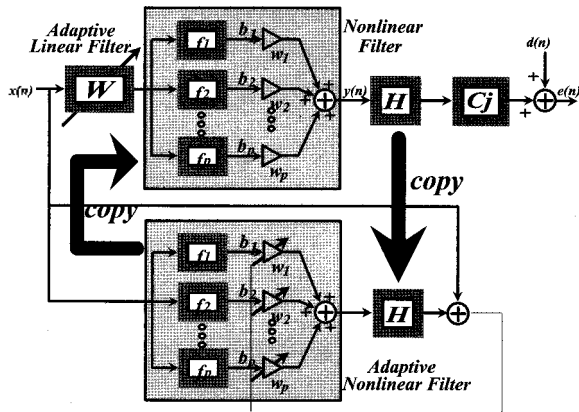 Adaptive
Linear Filter
Nonlinear
Filter
f1
b1
w1
d(n)
x(n)
W
f2
b2
w2
+
+
+
y(n)
H
Cj
+
+
e(n)
fp
bp
wp
copy
copy
f1
b1
w1
f2
b2
w2
+
+
+
H
fp
bp
wp
Adaptive
Nonlinear Filter